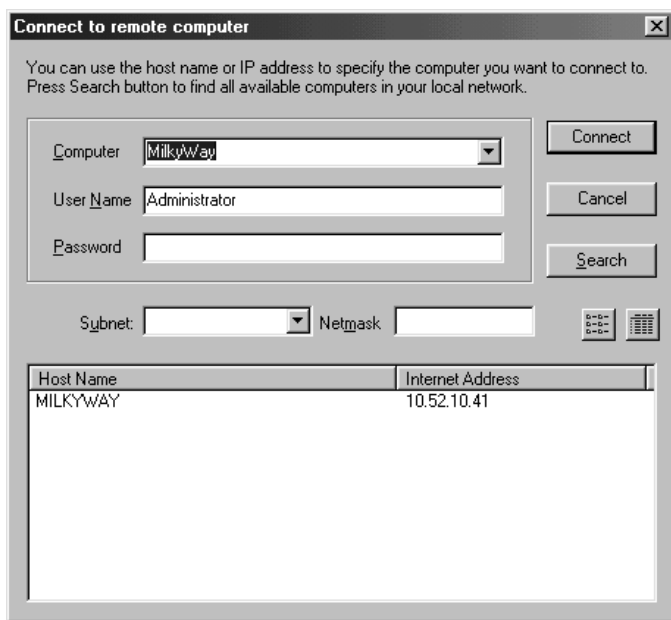 Connect to remote computer
You can use the host name or IP address to specify the computer you want to connect to.
Press Search button to find all available computers in your local network.
Computer MilkyWay
Connect
User Name Administrator
Cancel
Password
Search
Subnet: Netmask
Host Name Internet Address
MILKYWAY 10.52.10.41